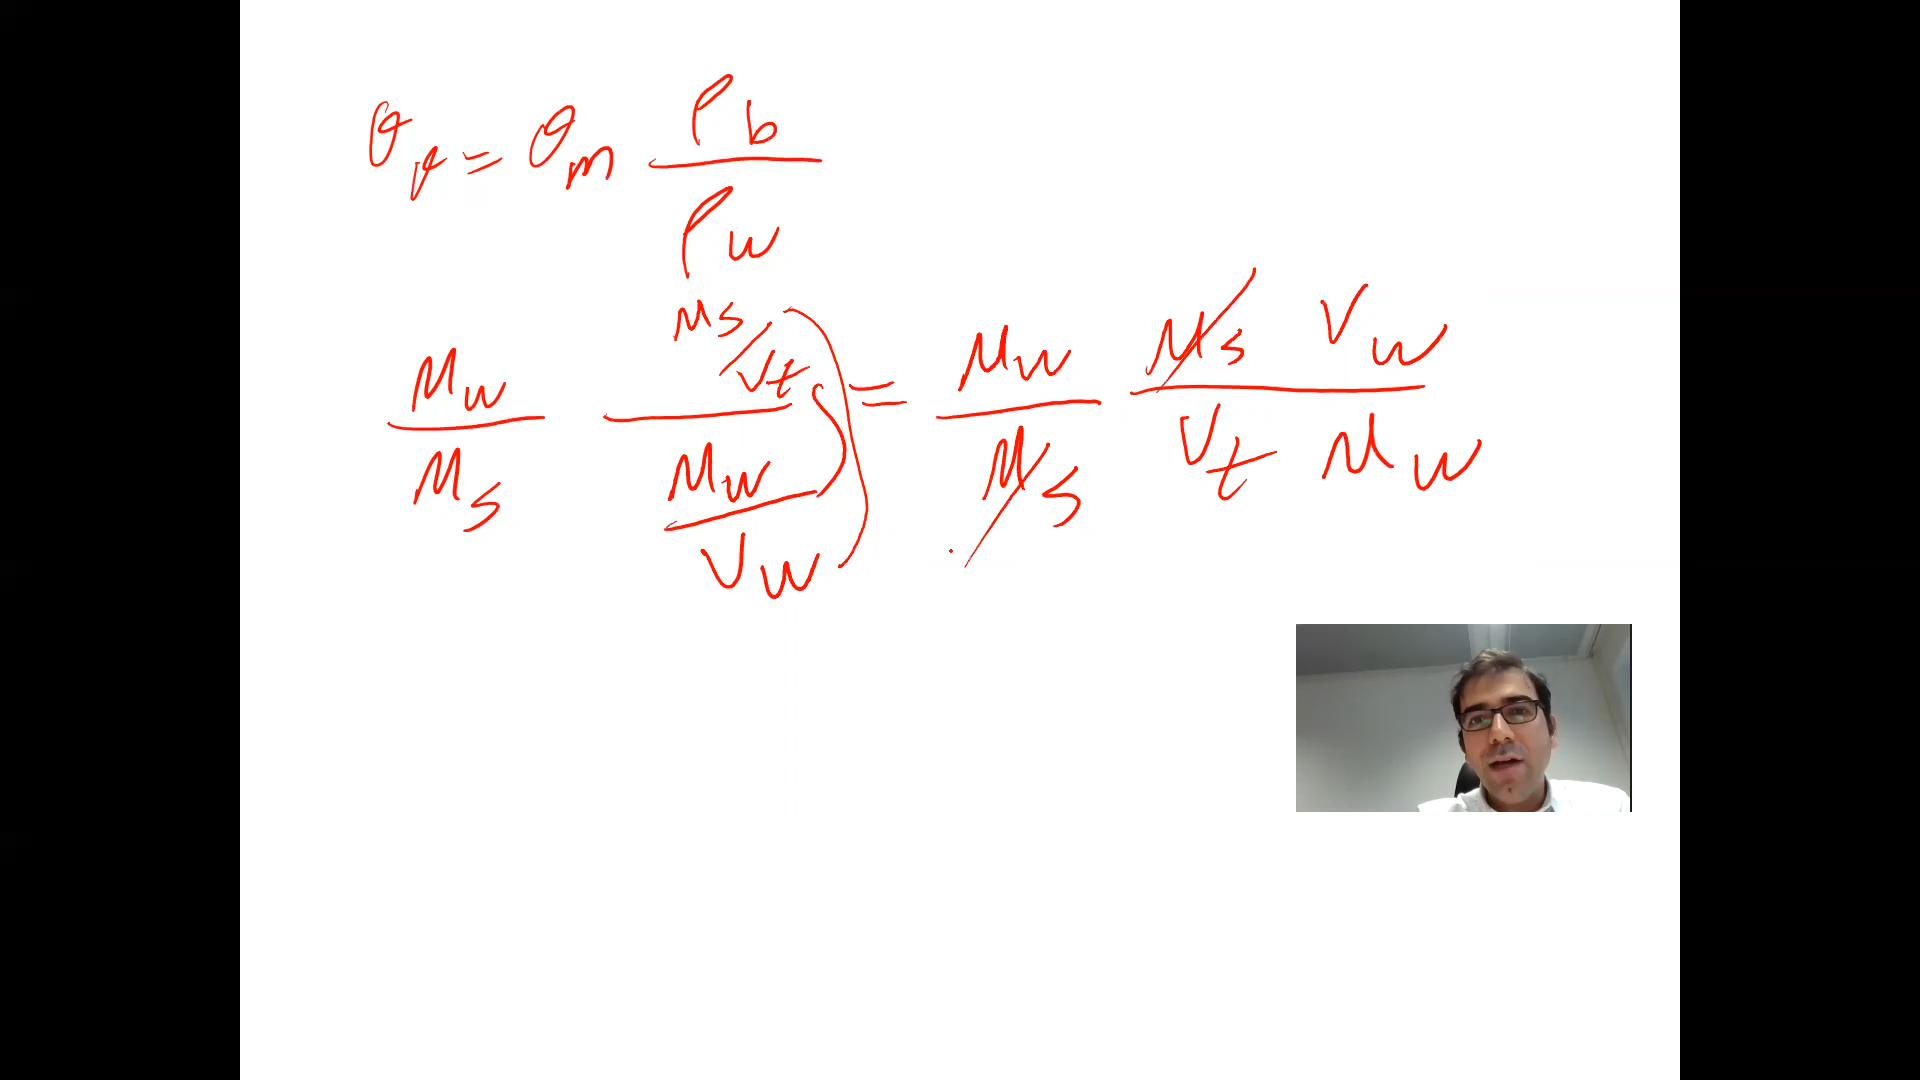 θv = θm ρb / ρw
Mw / Ms (Ms / Vt) / (Mw / Vw) = Mw / Ms Ms Vw / Vt Mw